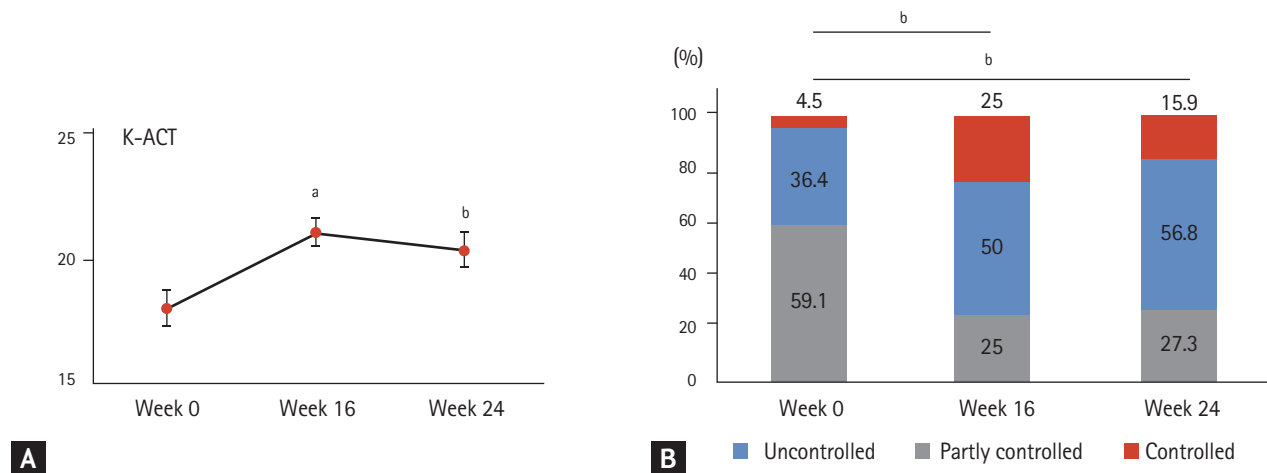 K-ACT
25
20
15
a
b
Week 0
Week 16
Week 24
A
b
b
(%)
100
80
60
40
20
0
4.5
36.4
59.1
25
50
25
15.9
56.8
27.3
Week 0
Week 16
Week 24
B
Uncontrolled
Partly controlled
Controlled